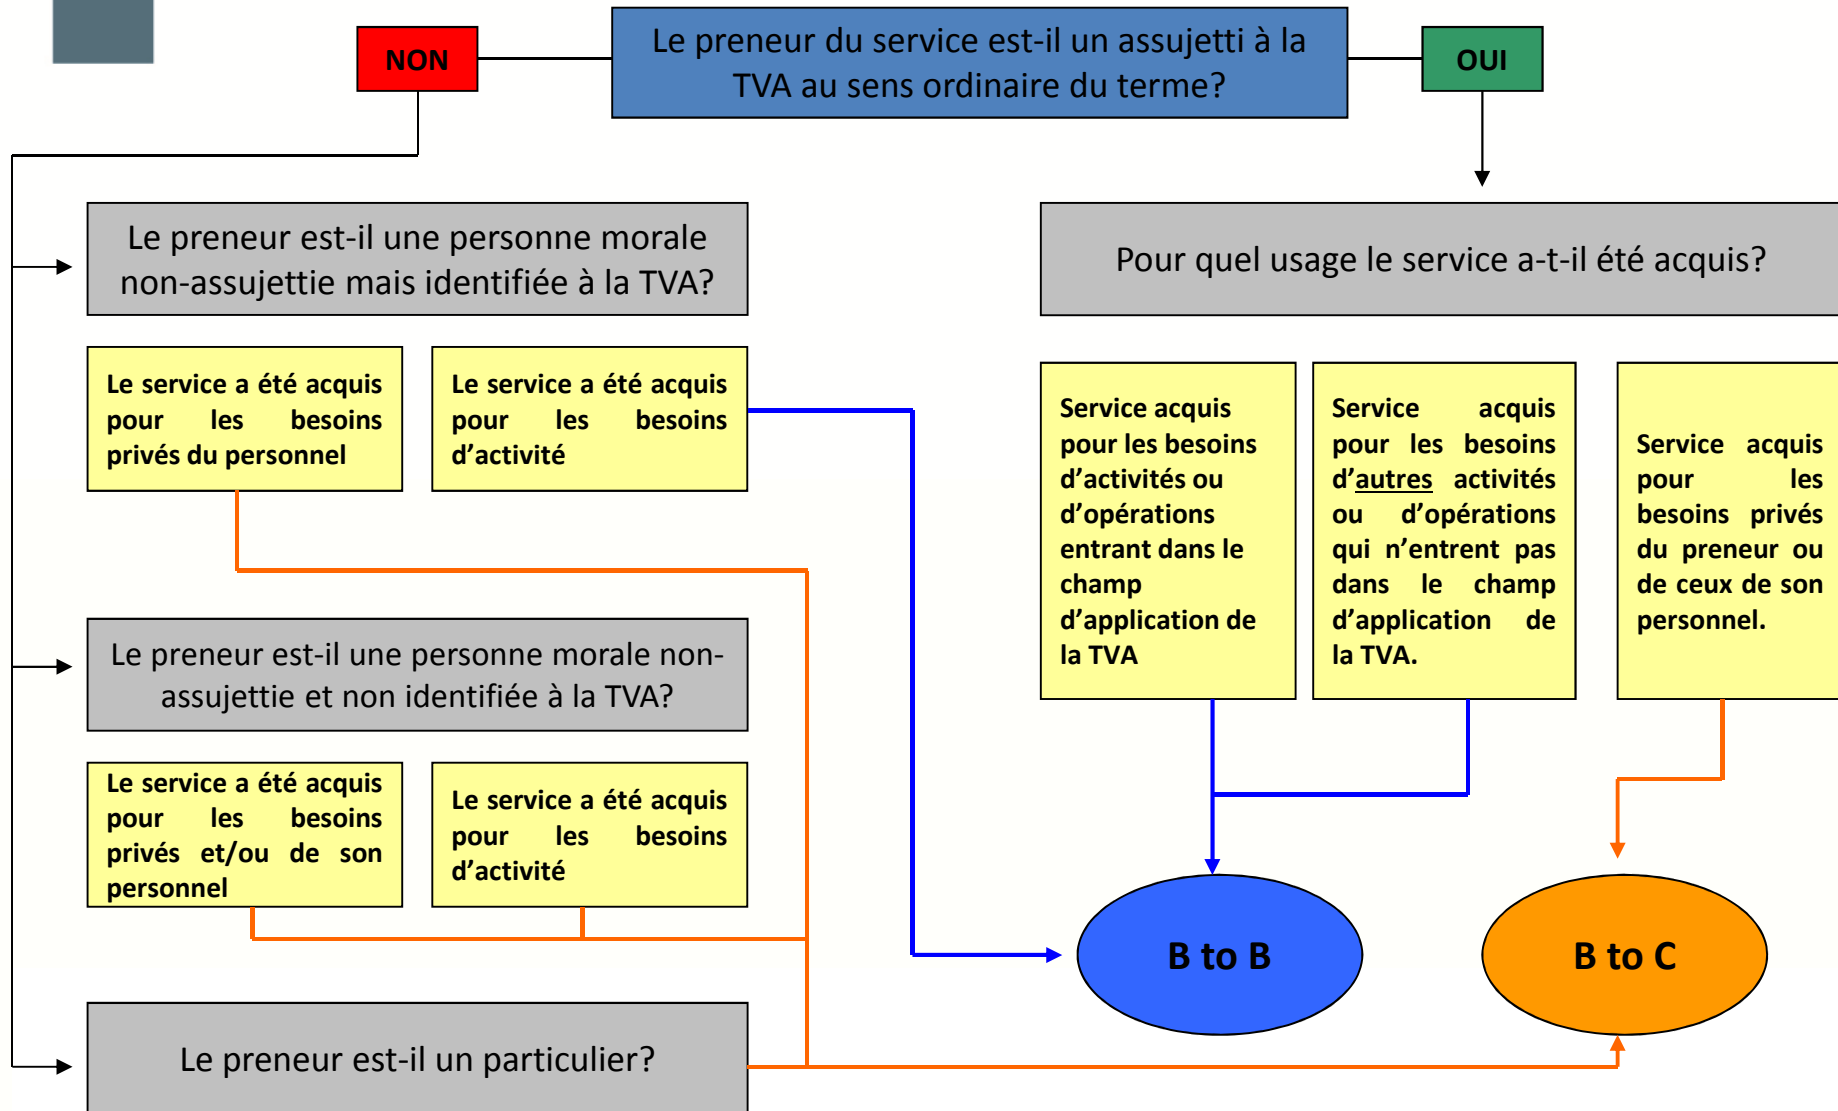 NON
Le preneur du service est-il un assujetti à la
TVA au sens ordinaire du terme?
OUI
Le preneur est-il une personne morale
non-assujettie mais identifiée à la TVA?
Pour quel usage le service a-t-il été acquis?
Le service a été acquis
pour les besoins
privés du personnel
Le service a été acquis
pour les besoins
d’activité
Service acquis
pour les besoins
d’activités ou
d’opérations
entrant dans le
champ
d’application de
la TVA
Service acquis
pour les besoins
d’autres activités
ou d’opérations
qui n’entrent pas
dans le champ
d’application de
la TVA.
Service acquis
pour les
besoins privés
du preneur ou
de ceux de son
personnel.
Le preneur est-il une personne morale non-
assujettie et non identifiée à la TVA?
Le service a été acquis
pour les besoins
privés et/ou de son
personnel
Le service a été acquis
pour les besoins
d’activité
B to B
B to C
Le preneur est-il un particulier?